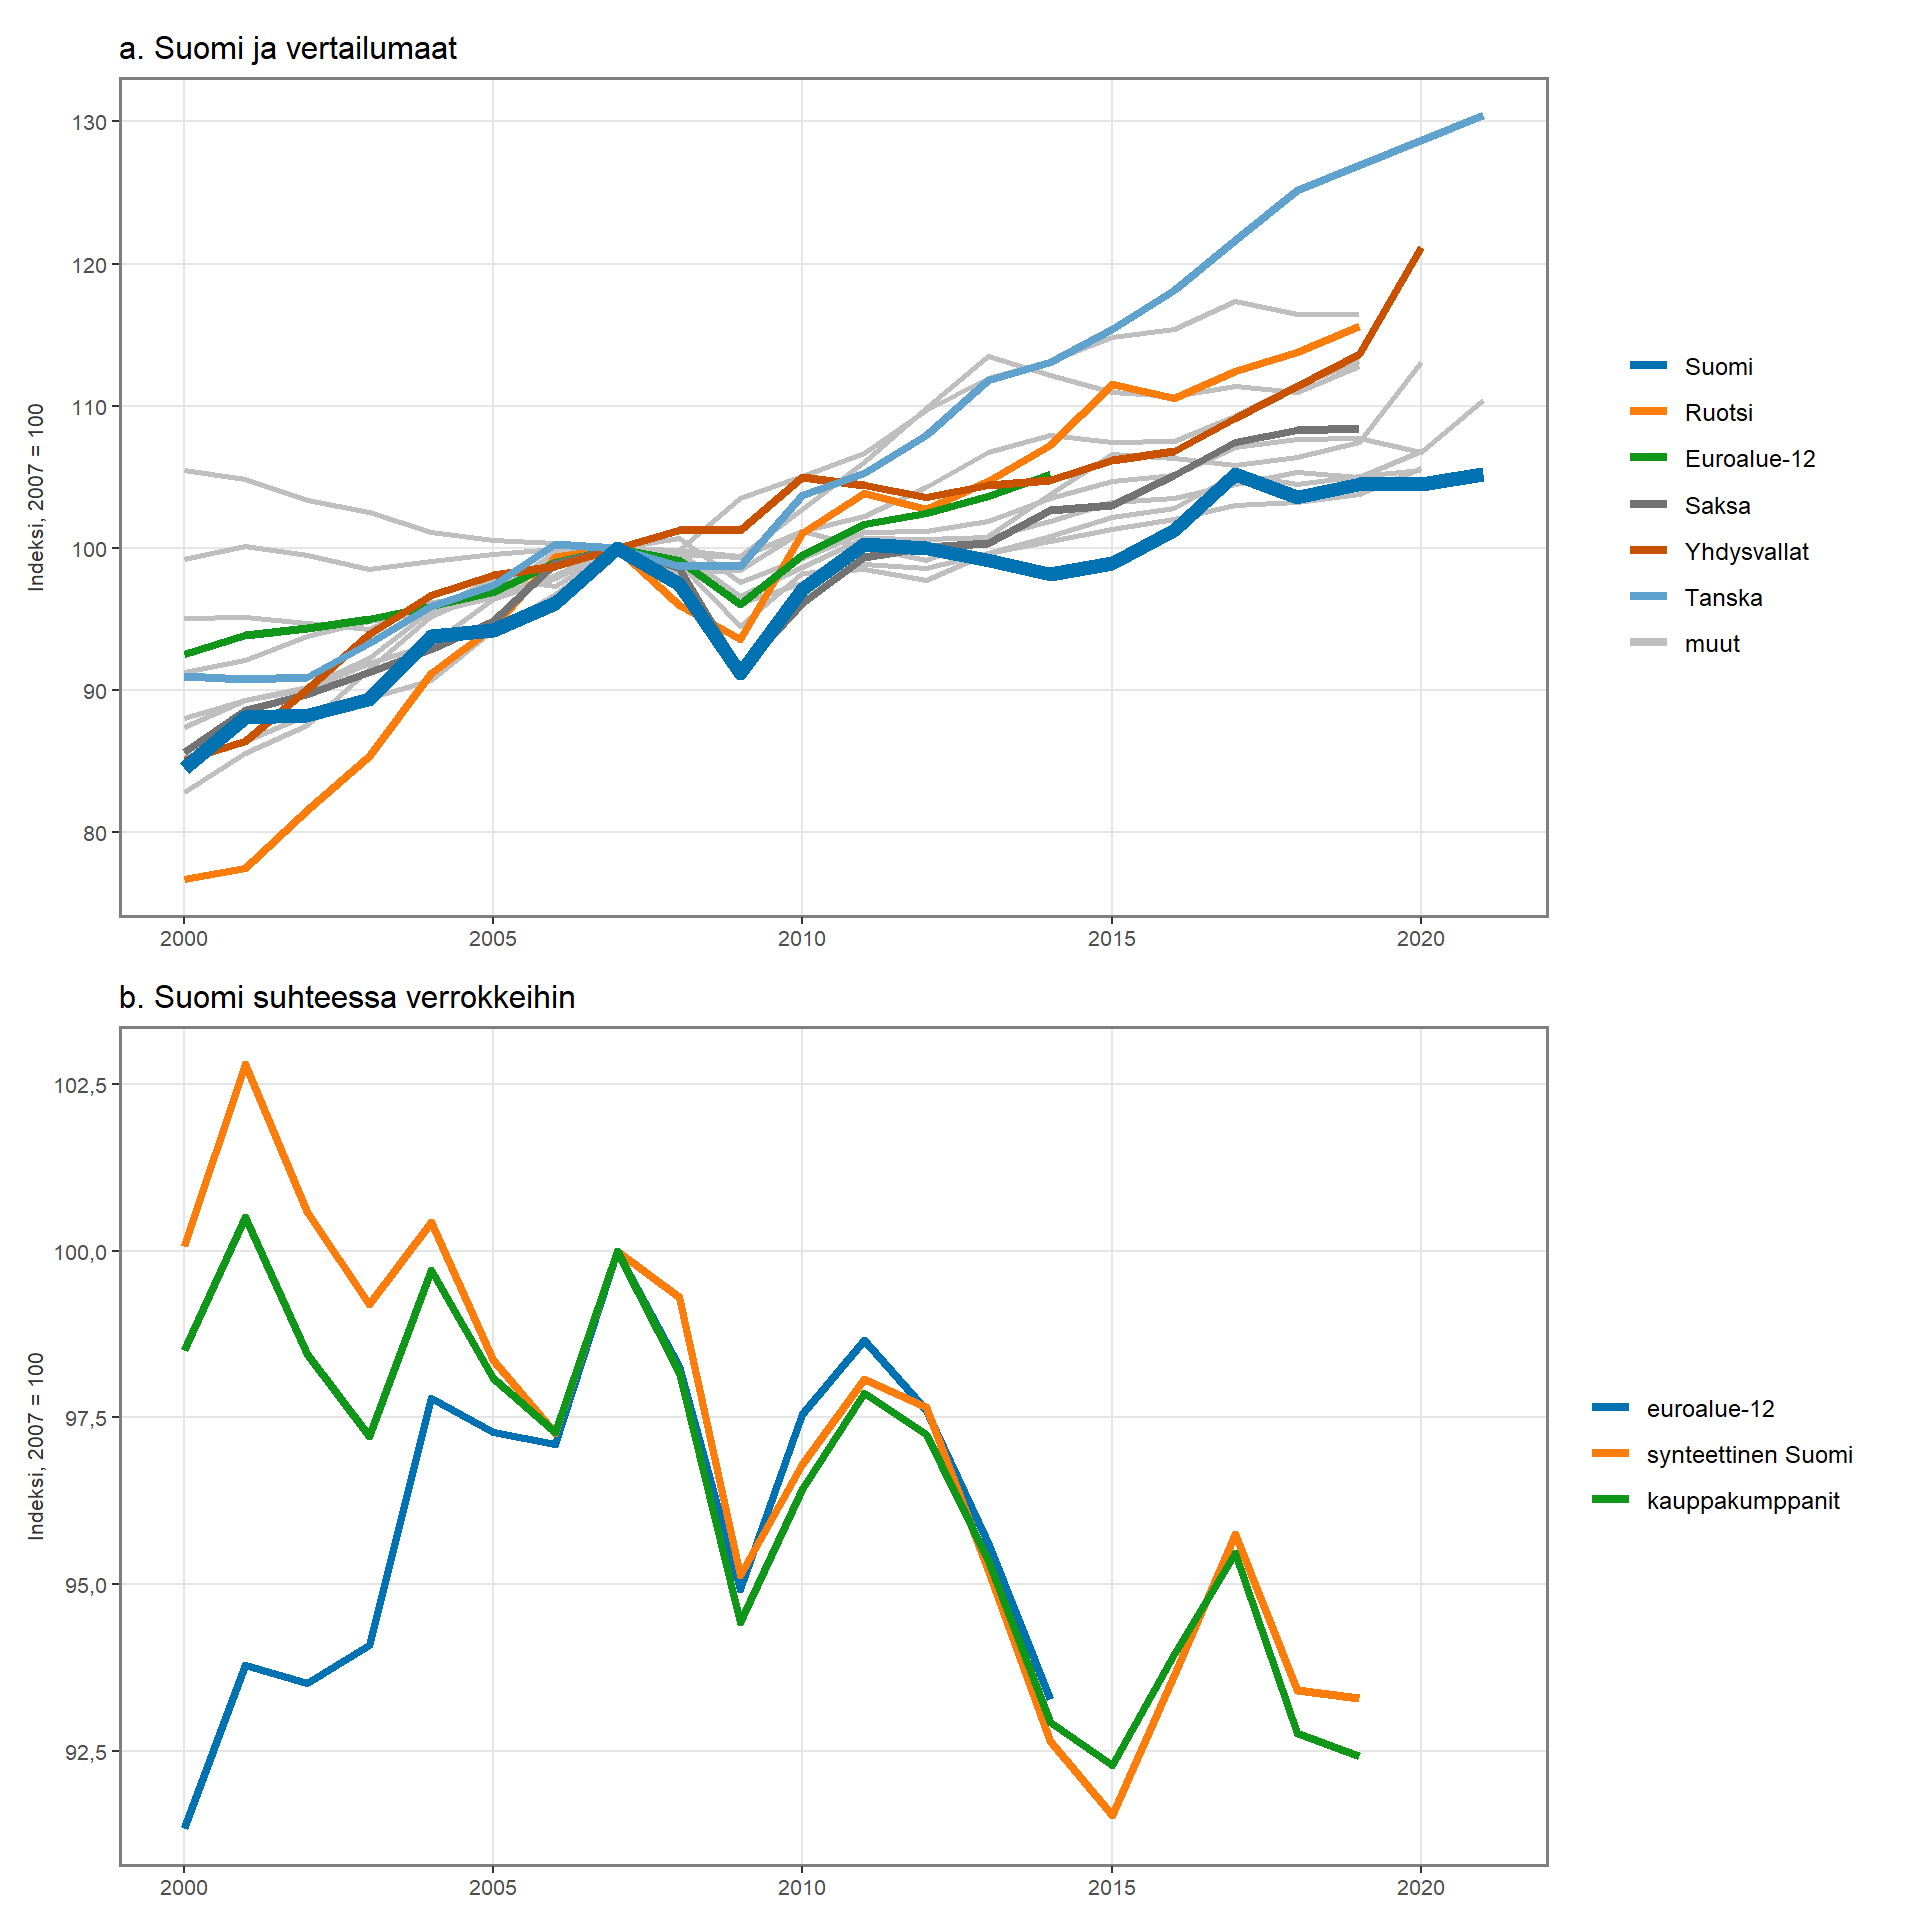 a. Suomi ja vertailumaat
Indeksi, 2007 = 100
130
120
110
100
90
80
2000
2005
2010
2015
2020
Suomi
Ruotsi
Euroalue-12
Saksa
Yhdysvallat
Tanska
muut
b. Suomi suhteessa verrokkeihin
Indeksi, 2007 = 100
102,5
100,0
97,5
95,0
92,5
2000
2005
2010
2015
2020
euroalue-12
synteettinen Suomi
kauppakumppanit